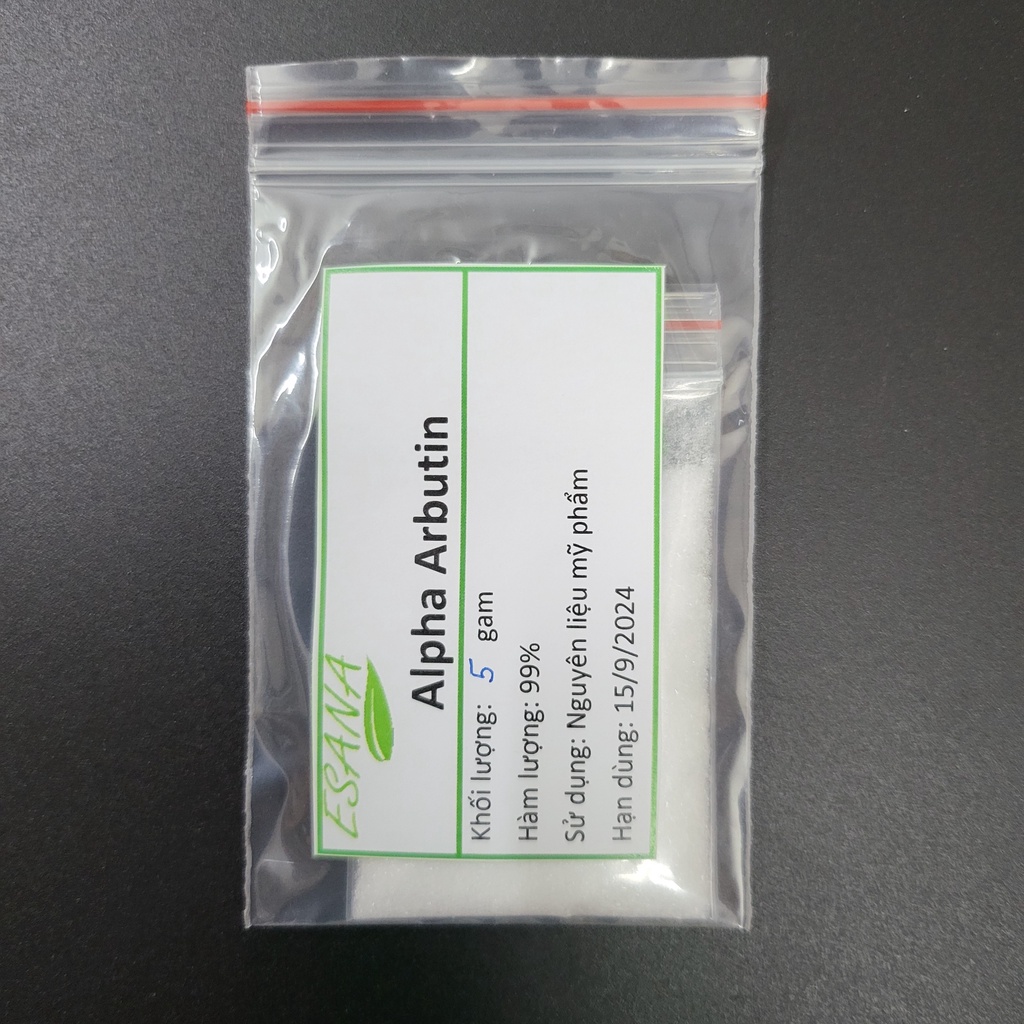 ESANA
Alpha Arbutin
Khối lượng: 5 gam
Hàm lượng: 99%
Sử dụng: Nguyên liệu mỹ phẩm
Hạn dùng: 15/9/2024